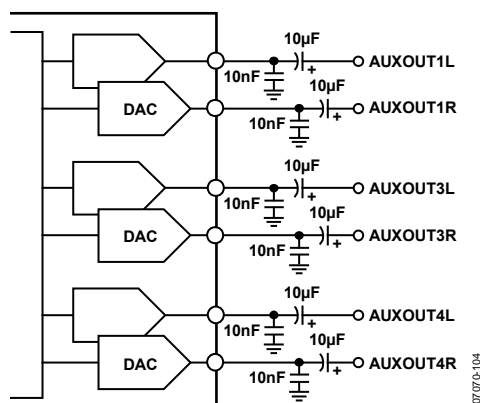 10µF
+
AUXOUT1L
10nF
10µF
DAC
+
AUXOUT1R
10nF
10µF
+
AUXOUT3L
10nF
10µF
DAC
+
AUXOUT3R
10nF
10µF
+
AUXOUT4L
10nF
10µF
DAC
+
AUXOUT4R
10nF
07070-104